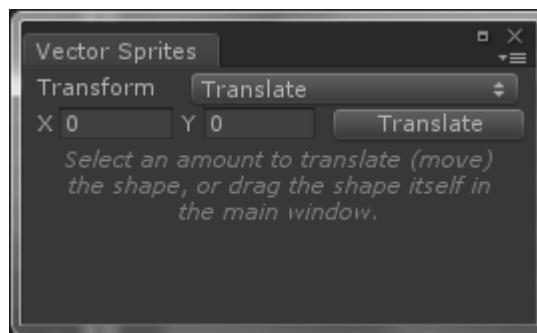 Vector Sprites
Transform Translate
X 0 Y 0 Translate
Select an amount to translate (move)
the shape, or drag the shape itself in
the main window.